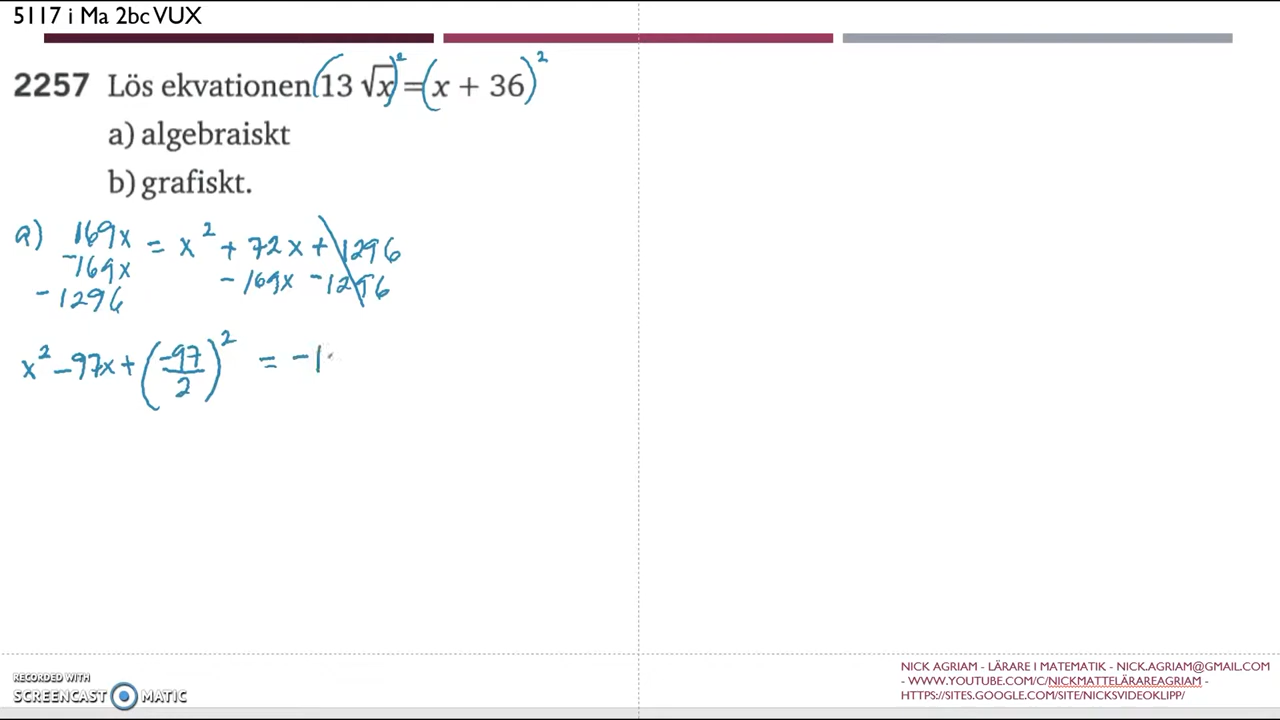 5117 i Ma 2bc VUX
2257 Lös ekvationen (13 √x)² = (x + 36)²
a) algebraiskt
b) grafiskt.
a) 169x = x² + 72x + 1296
-169x - 169x - 1296
- 1296
x² - 97x + (-97/2)² = -1
RECORDED WITH
SCREENCAST MATIC
NICK AGRIAM - LÄRARE I MATEMATIK - NICK.AGRIAM@GMAIL.COM
- WWW.YOUTUBE.COM/C/NICKMATTELÄRAREAGRIAM -
HTTPS://SITES.GOOGLE.COM/SITE/NICKSVIDEOKLIPP/